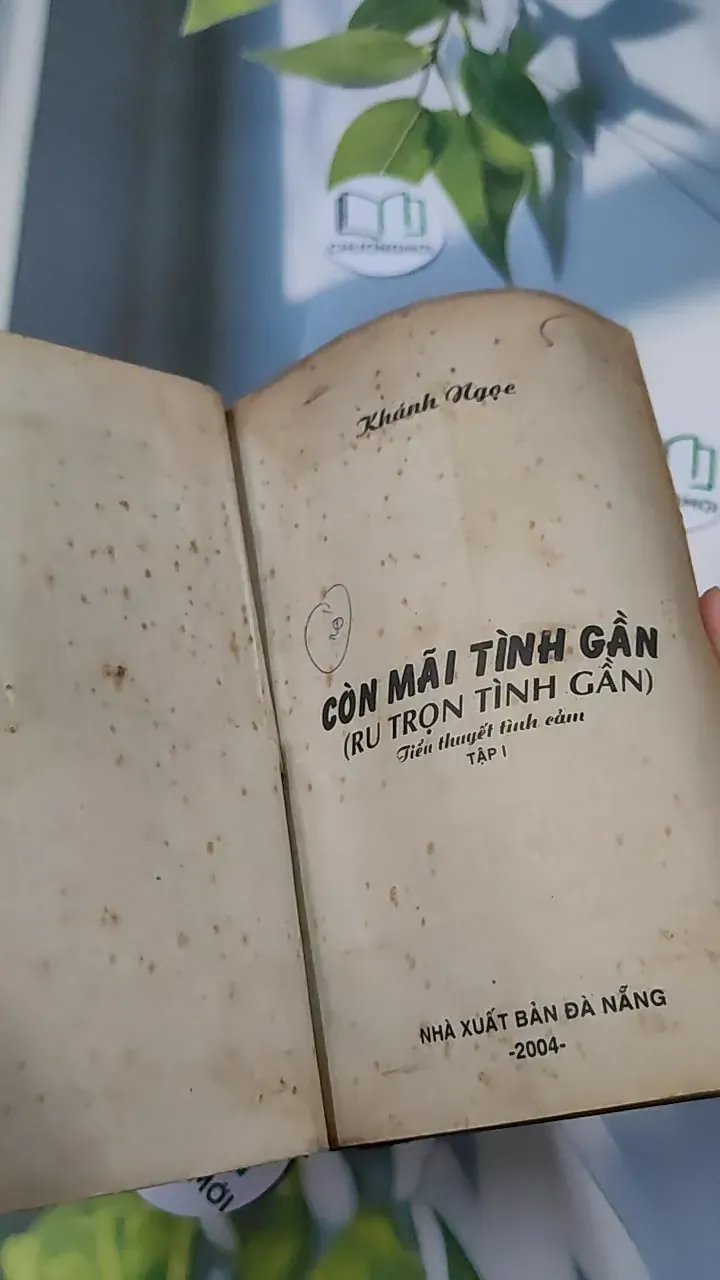 Khánh Ngọc
CÒN MÃI TÌNH GẦN
(RU TRỌN TÌNH GẦN)
Tiểu thuyết tình cảm
TẬP I
NHÀ XUẤT BẢN ĐÀ NẴNG
-2004-
MỚI